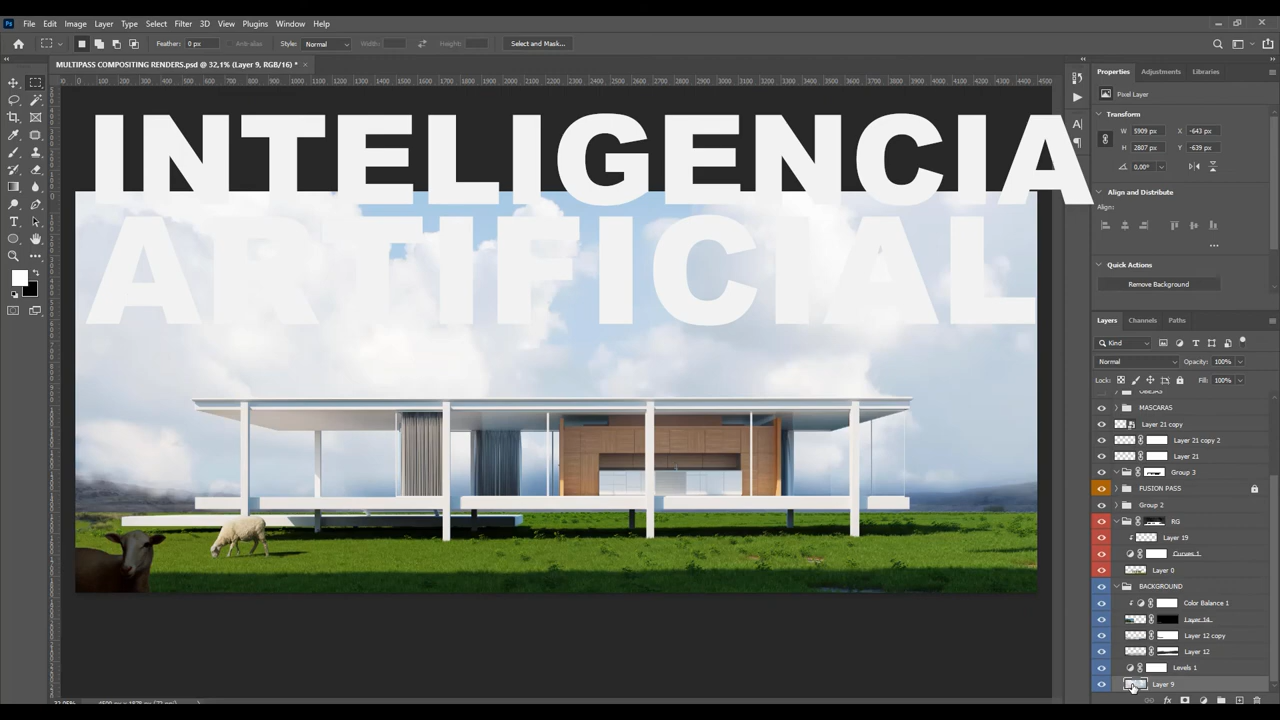 Ps File Edit Image Layer Type Select Filter 3D View Plugins Window Help
Feather: 0 px Anti-alias Style: Normal Width: Height: Select and Mask...
MULTIPASS COMPOSITING RENDERS.psd @ 32,1% (Layer 9, RGB/16) * ×
INTELIGENCIA
ARTIFICIAL
Properties Adjustments Libraries
Pixel Layer
Transform
W 5909 px X -643 px
H 2807 px Y -639 px
0,00°
Align and Distribute
Align:
Quick Actions
Remove Background
Layers Channels Paths
Kind
Normal Opacity: 100%
Lock: Fill: 100%
MASCARAS
Layer 21 copy
Layer 21 copy 2
Layer 21
Group 3
FUSION PASS
Group 2
RG
Layer 19
Curves 1
Layer 0
BACKGROUND
Color Balance 1
Layer 14
Layer 12 copy
Layer 12
Levels 1
Layer 9